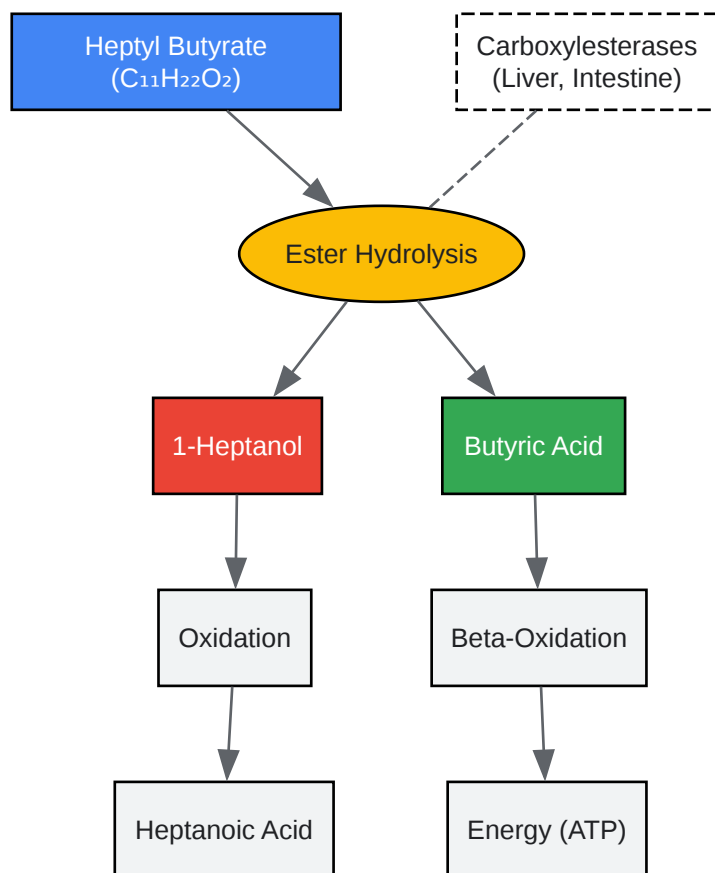 Heptyl Butyrate
(C₁₁H₂₂O₂)
Carboxylesterases
(Liver, Intestine)
Ester Hydrolysis
1-Heptanol
Butyric Acid
Oxidation
Beta-Oxidation
Heptanoic Acid
Energy (ATP)